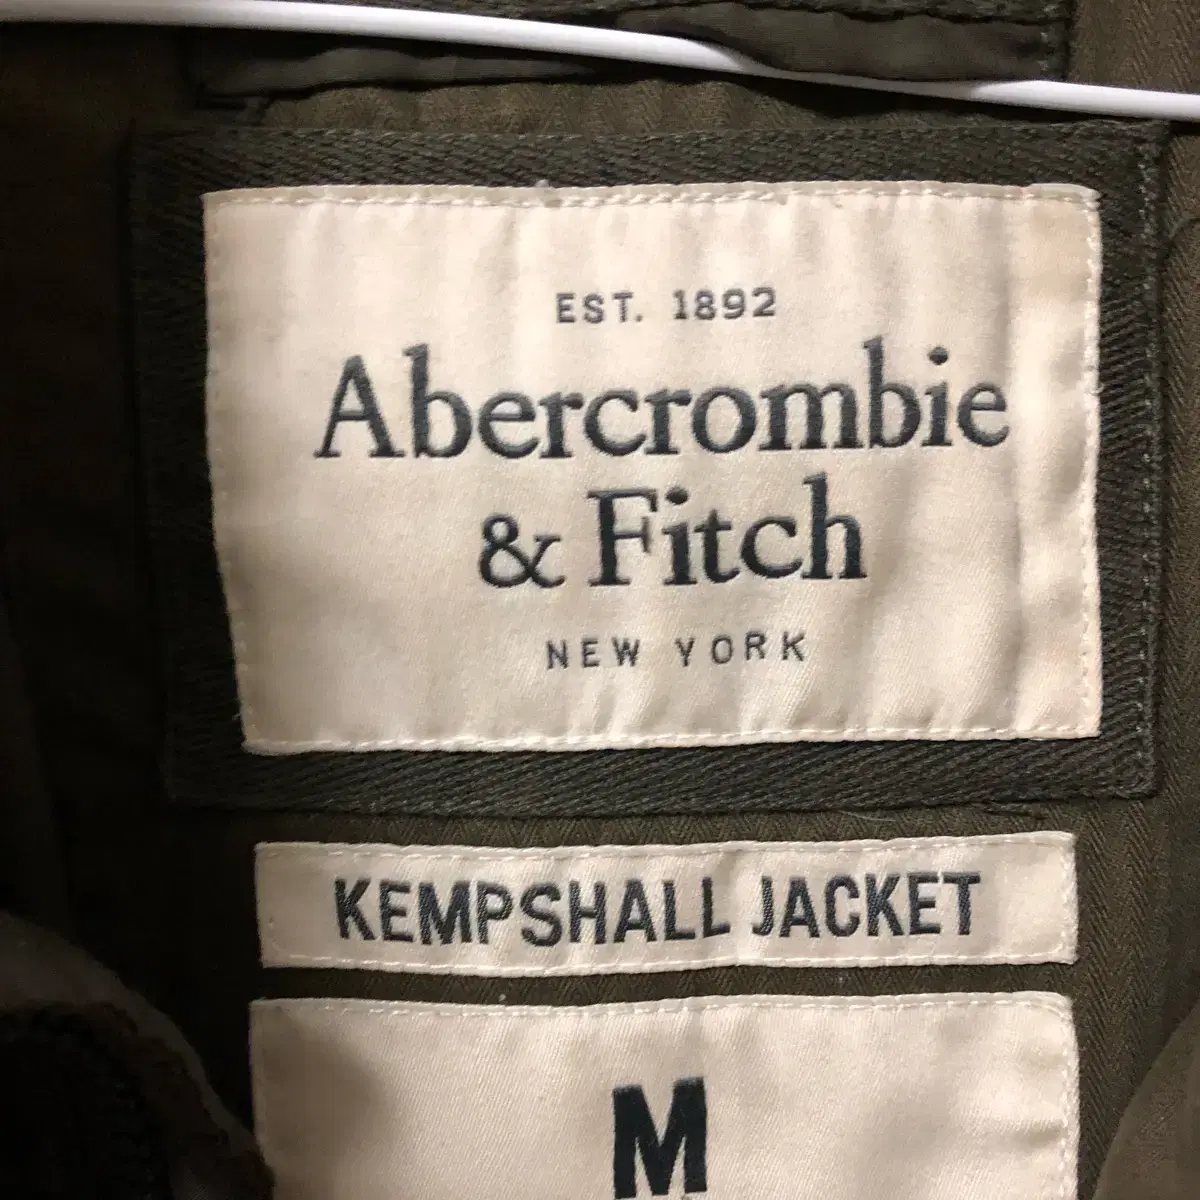 EST. 1892
Abercrombie
& Fitch
NEW YORK
KEMPSHALL JACKET
M